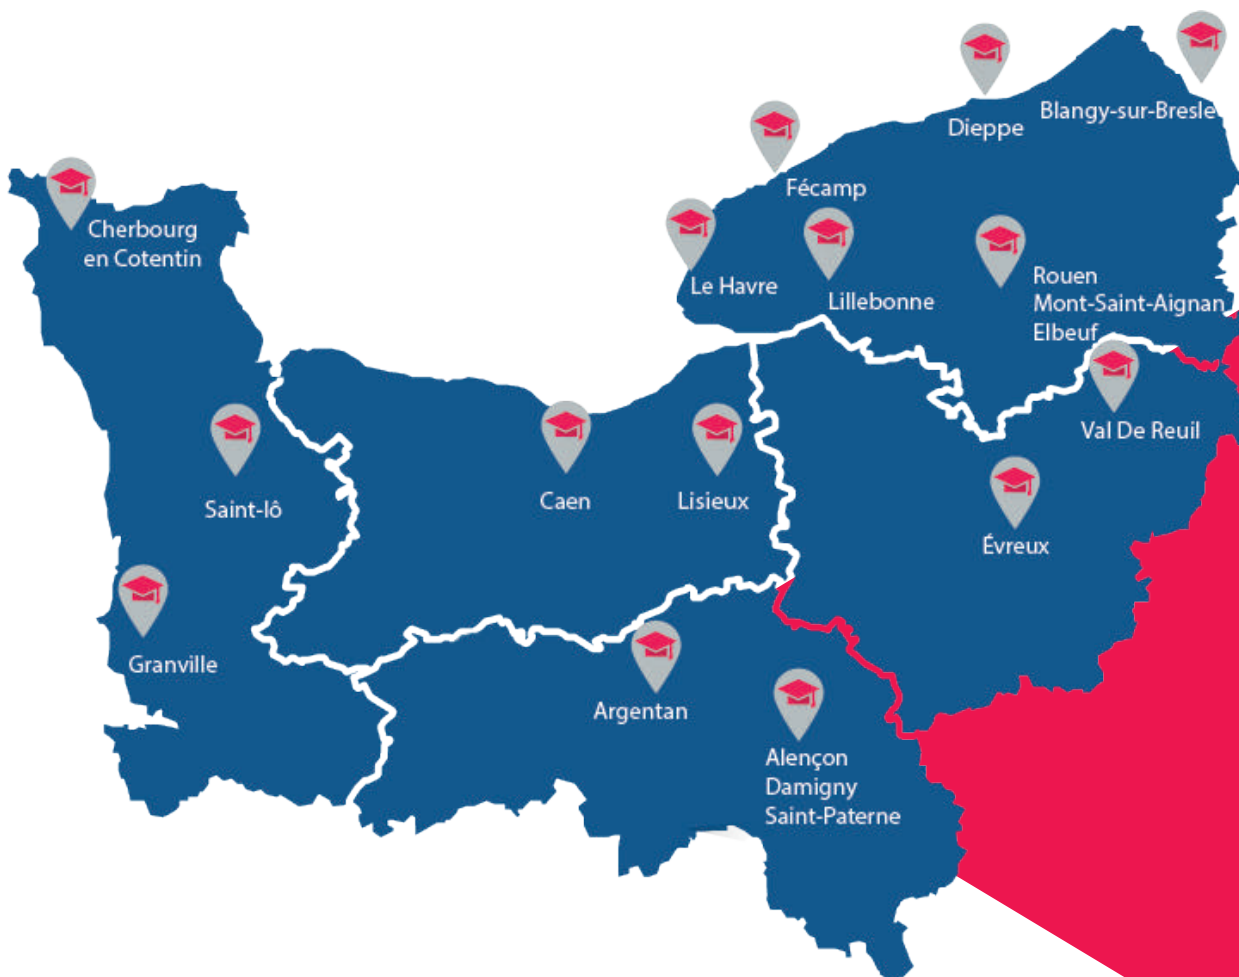 Blangy-sur-Bresle
Dieppe
Fécamp
Cherbourg
en Cotentin
Le Havre
Lillebonne
Rouen
Mont-Saint-Aignan
Elbeuf
Val De Reuil
Saint-lô
Caen
Lisieux
Évreux
Granville
Argentan
Alençon
Damigny
Saint-Paterne